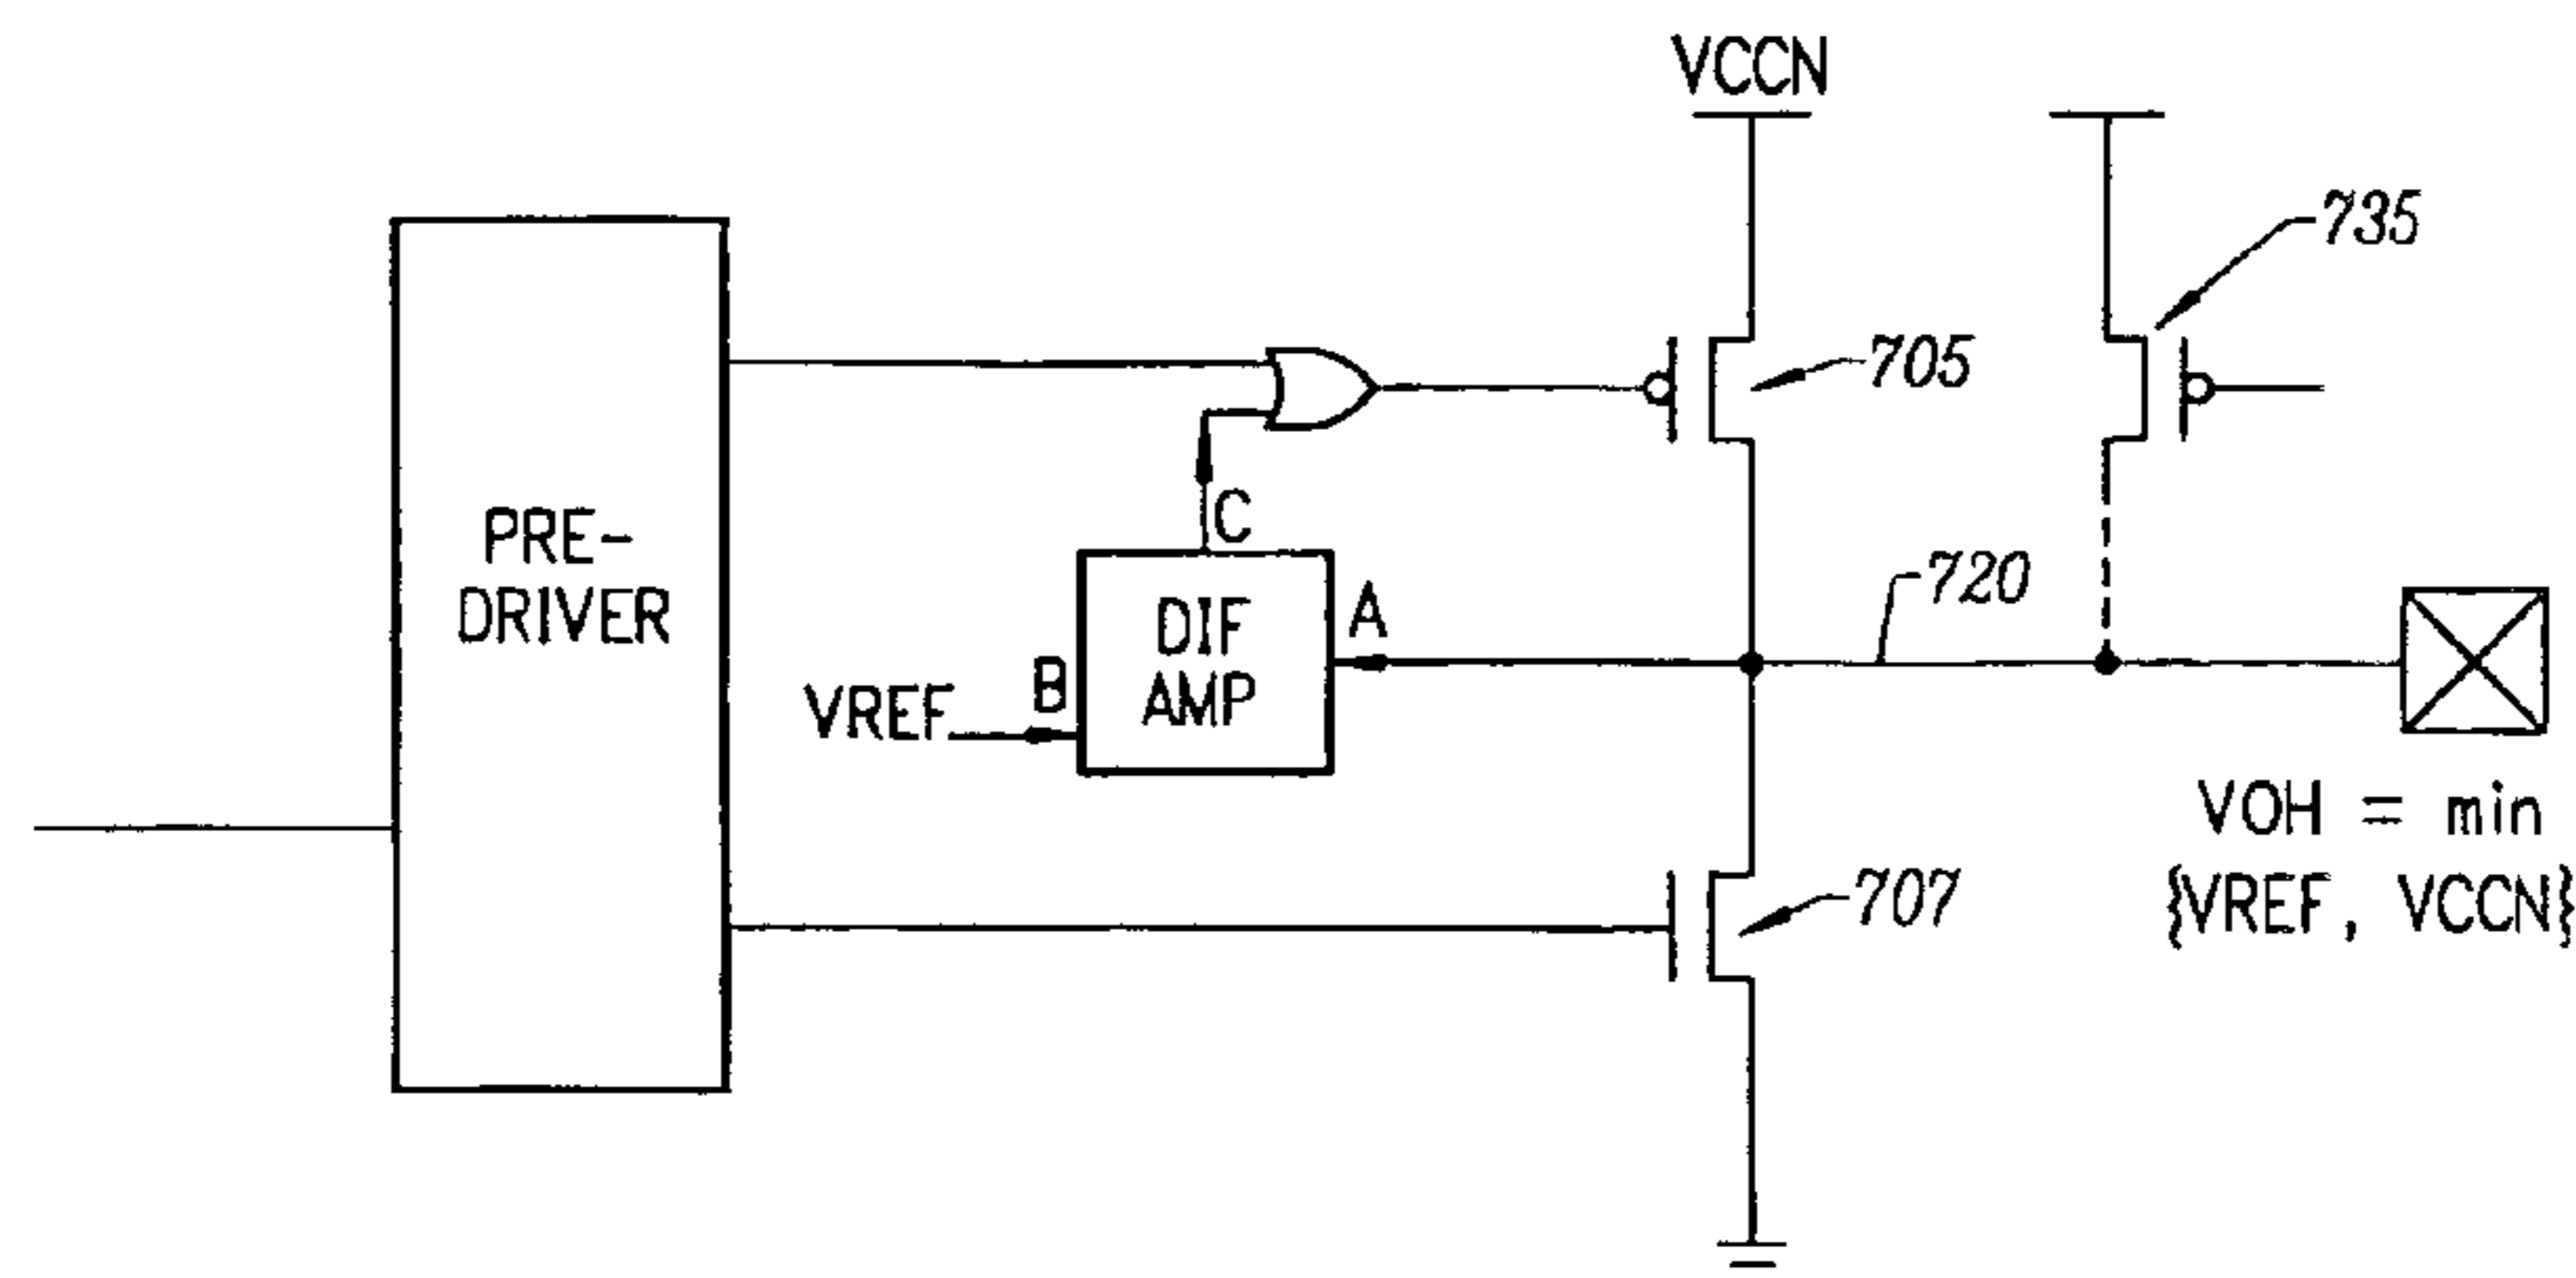 VCCN
735
705
C
PRE-
DRIVER
720
A
DIF
AMP
B
VREF
VOH = min
{VREF, VCCN}
707